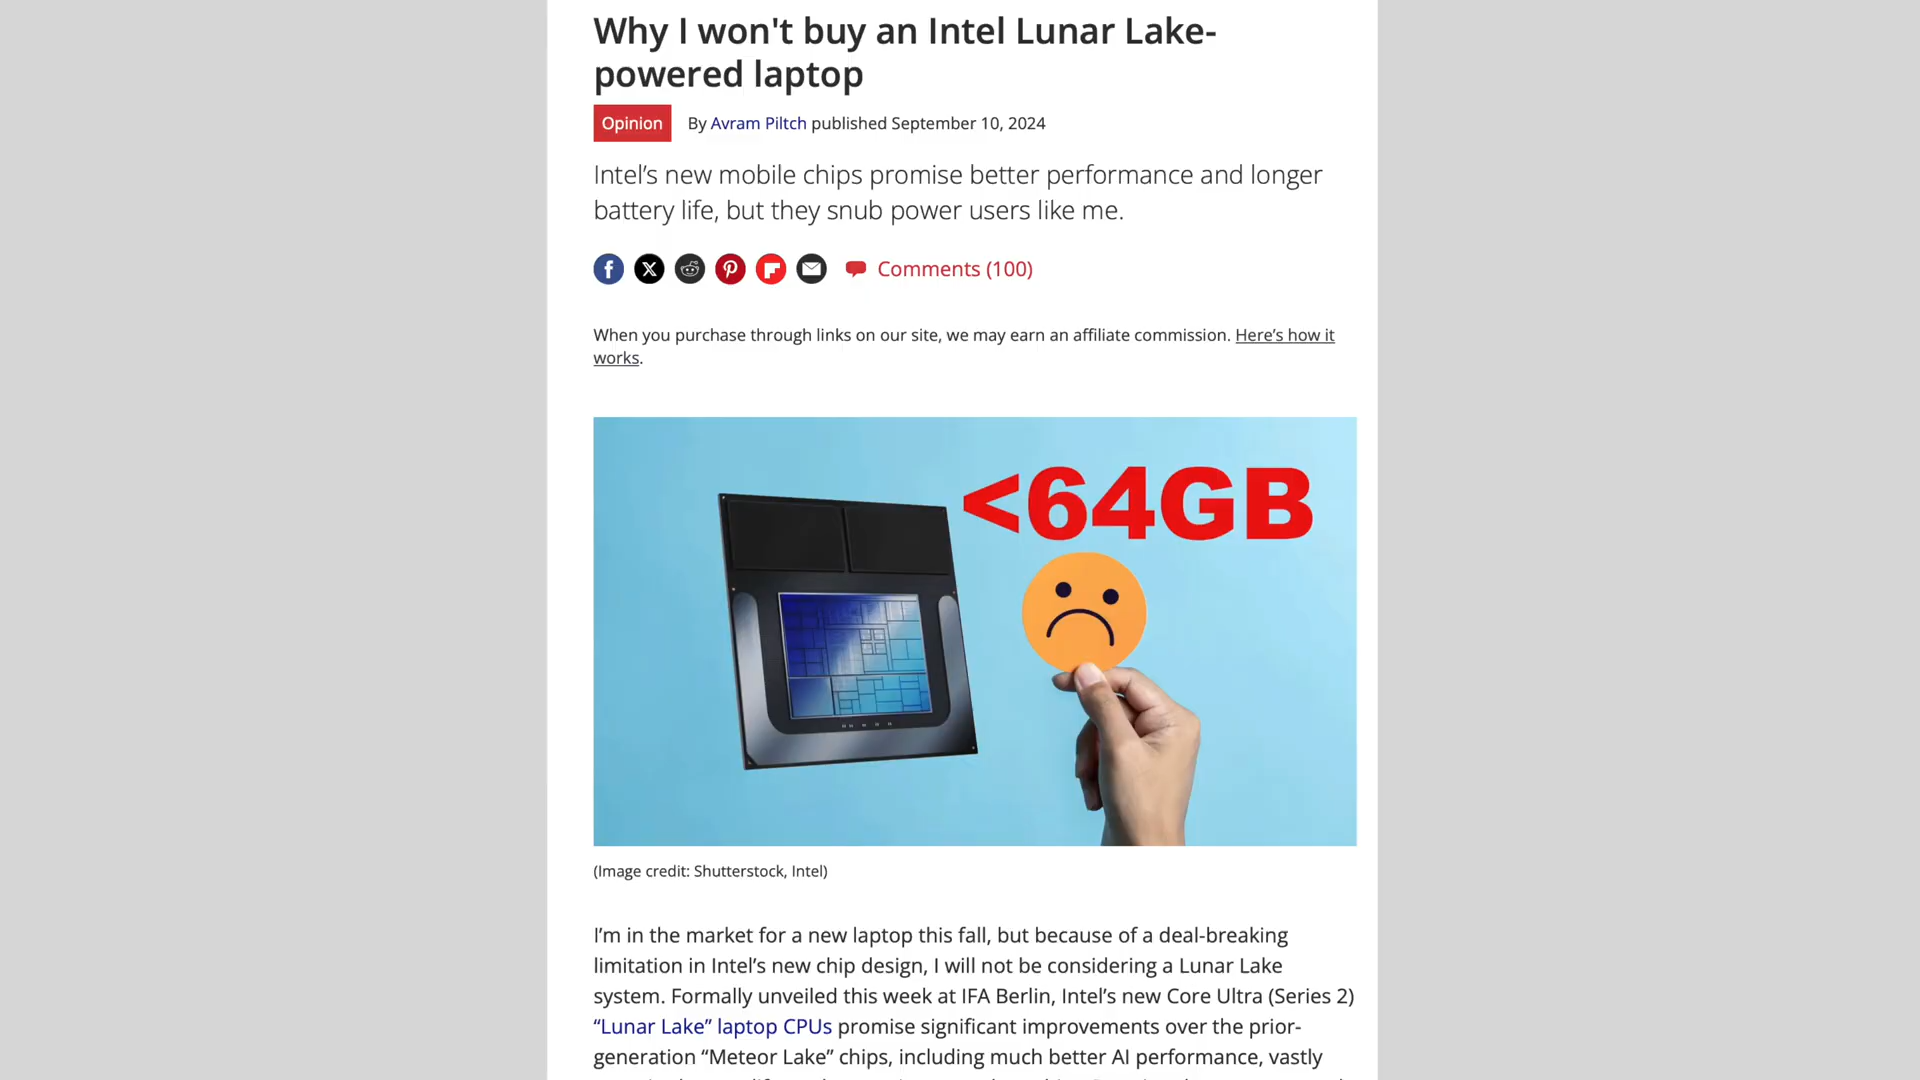 Why I won't buy an Intel Lunar Lake-
powered laptop
Opinion By Avram Piltch published September 10, 2024
Intel’s new mobile chips promise better performance and longer
battery life, but they snub power users like me.
Comments (100)
When you purchase through links on our site, we may earn an affiliate commission. Here’s how it
works.
<64GB
(Image credit: Shutterstock, Intel)
I’m in the market for a new laptop this fall, but because of a deal-breaking
limitation in Intel’s new chip design, I will not be considering a Lunar Lake
system. Formally unveiled this week at IFA Berlin, Intel’s new Core Ultra (Series 2)
“Lunar Lake” laptop CPUs promise significant improvements over the prior-
generation “Meteor Lake” chips, including much better AI performance, vastly